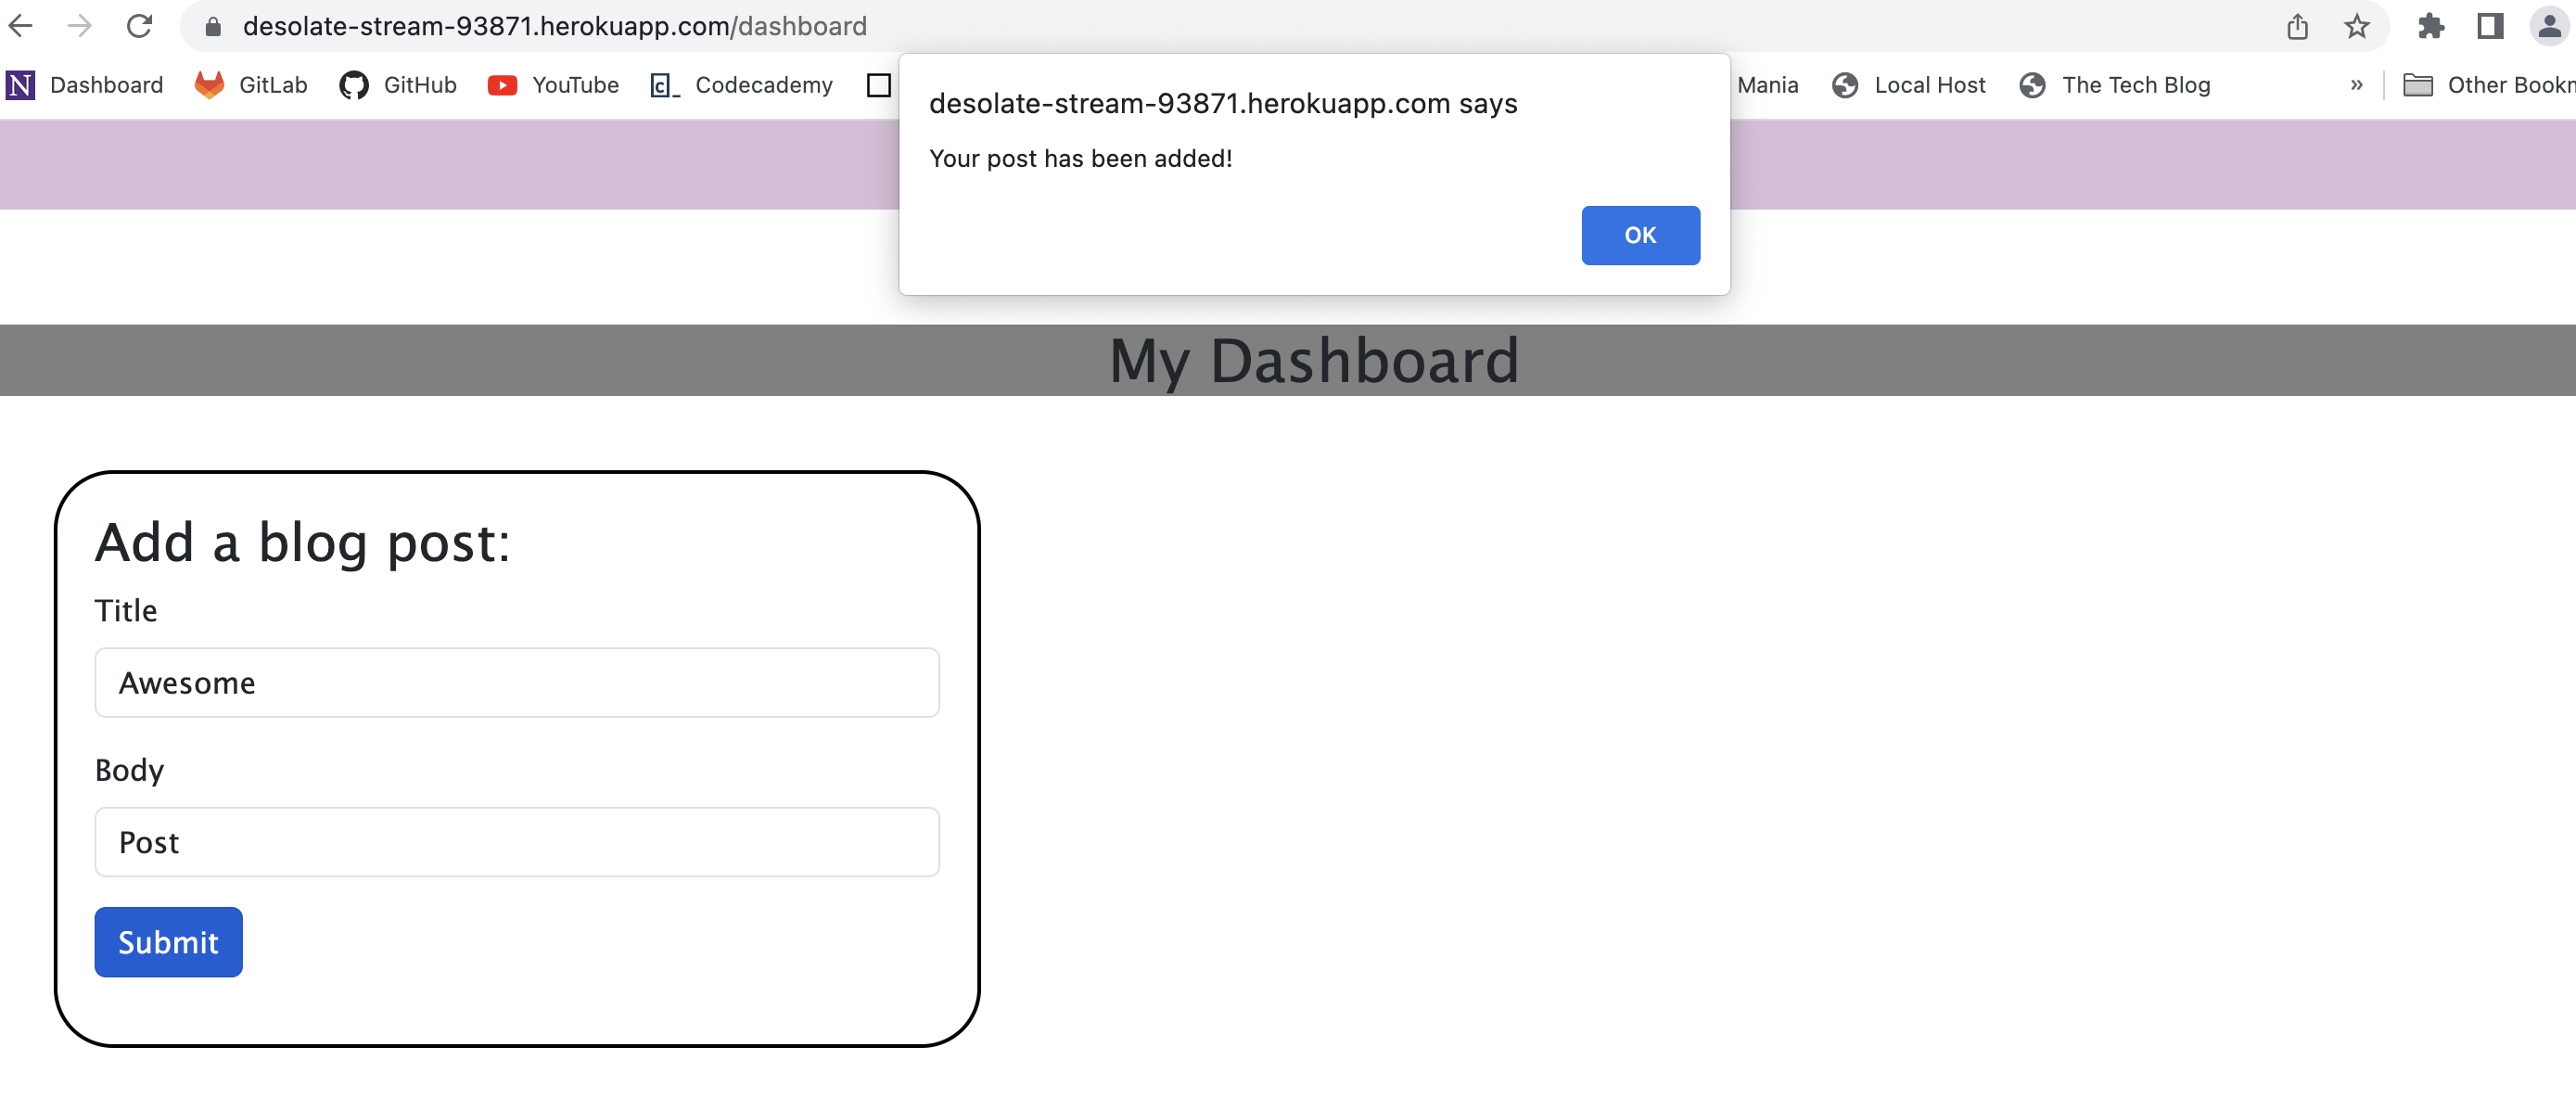 desolate-stream-93871.herokuapp.com/dashboard
N Dashboard GitLab GitHub YouTube c|_ Codecademy Mania Local Host The Tech Blog » Other Bookm
desolate-stream-93871.herokuapp.com says
Your post has been added!
OK
My Dashboard
Add a blog post:
Title
Awesome
Body
Post
Submit